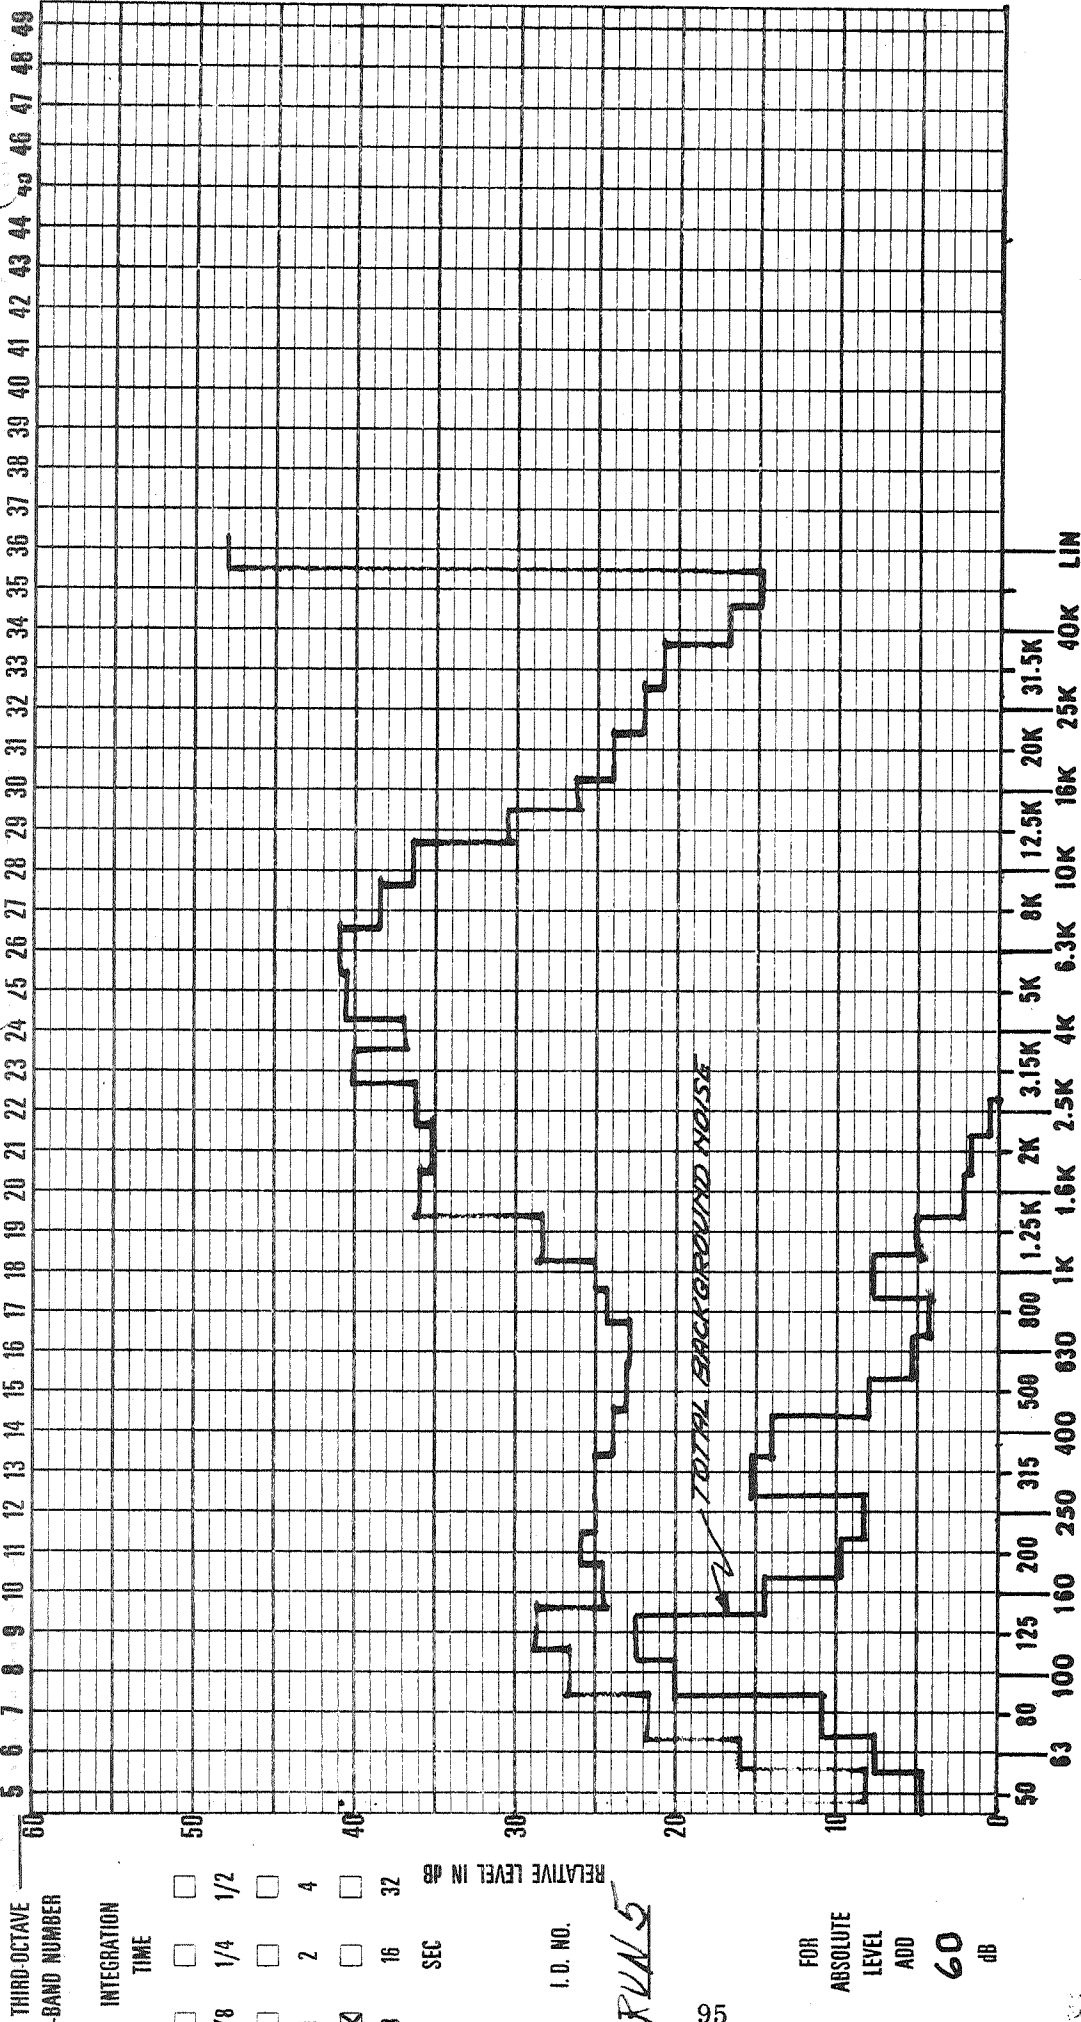 THIRD-OCTAVE
-BAND NUMBER
5 6 7 8 9 10 11 12 13 14 15 16 17 18 19 20 21 22 23 24 25 26 27 28 29 30 31 32 33 34 35 36 37 38 39 40 41 42 43 44 45 46 47 48 49
INTEGRATION
TIME
1/4 1/2
2 4
16 32
SEC
I.D. NO.
RUN 5
FOR
ABSOLUTE
LEVEL
ADD
60
dB
RELATIVE LEVEL IN dB
60
50
40
30
20
10
0
TOTAL BACKGROUND NOISE
50 80 125 200 315 500 800 1.25K 2K 3.15K 5K 8K 12.5K 20K 31.5K
63 100 160 250 400 630 1K 1.6K 2.5K 4K 6.3K 10K 16K 25K 40K LIN
95